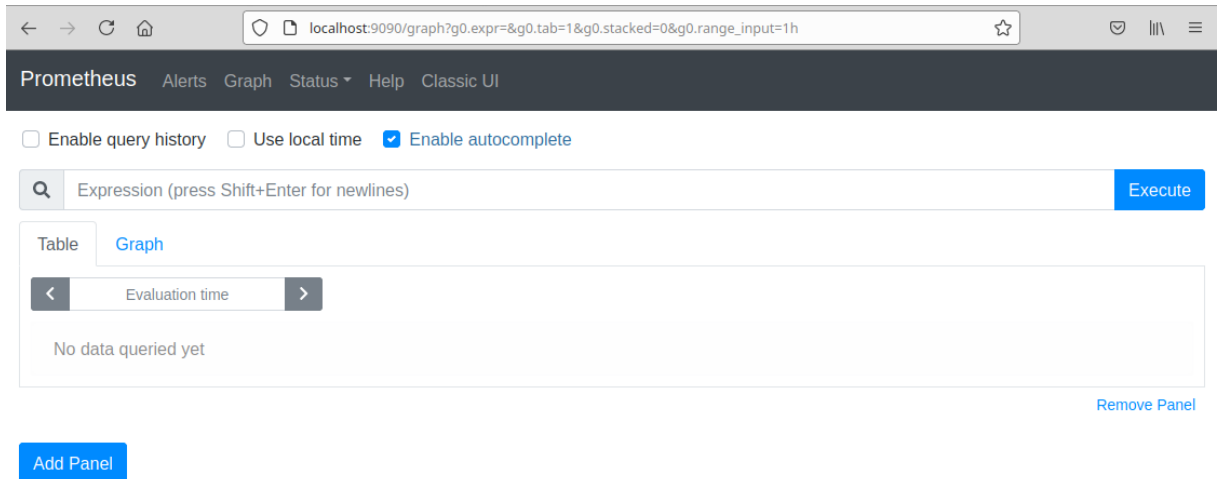 localhost:9090/graph?g0.expr=&g0.tab=1&g0.stacked=0&g0.range_input=1h
Prometheus Alerts Graph Status Help Classic UI
Enable query history Use local time Enable autocomplete
Expression (press Shift+Enter for newlines) Execute
Table Graph
Evaluation time
No data queried yet
Remove Panel
Add Panel